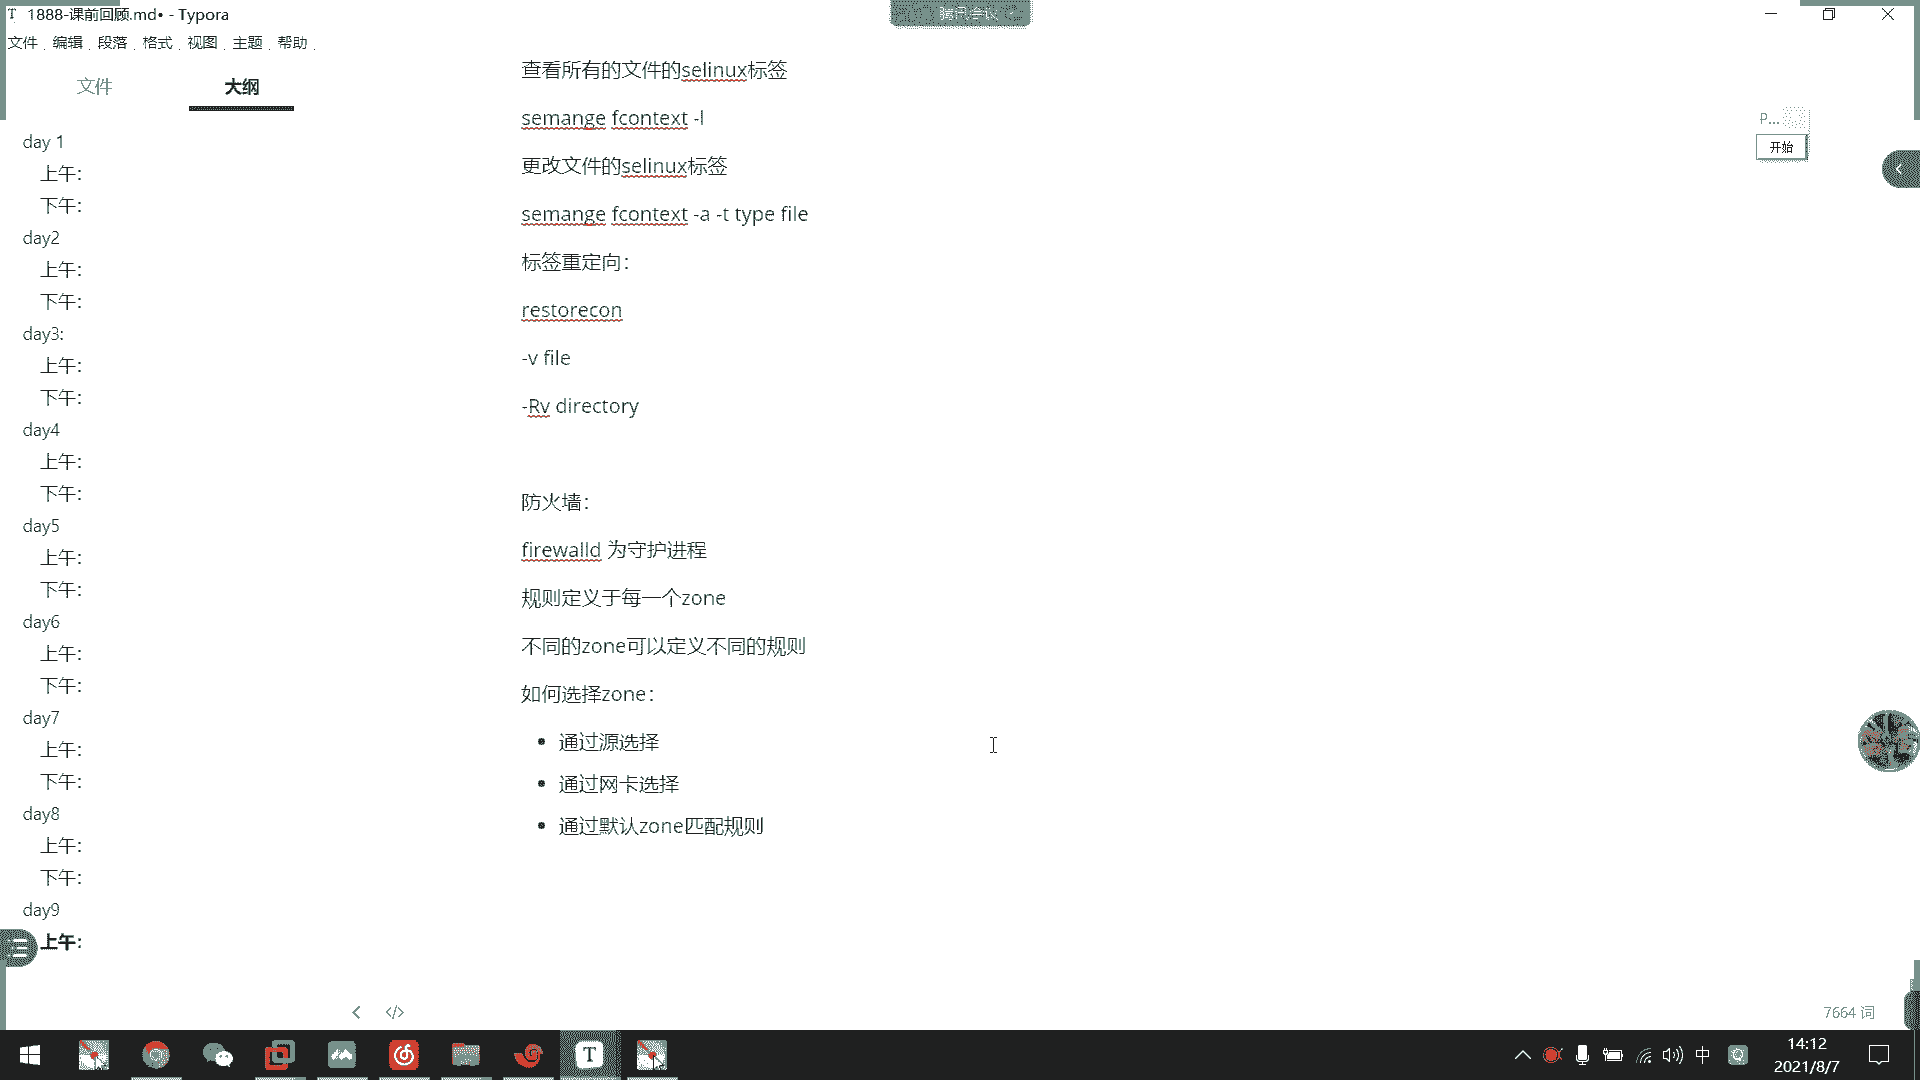 1888-课前回顾.md• - Typora
腾讯会议
文件 编辑 段落 格式 视图 主题 帮助
文件 大纲
day 1
上午:
下午:
day2
上午:
下午:
day3:
上午:
下午:
day4
上午:
下午:
day5
上午:
下午:
day6
上午:
下午:
day7
上午:
下午:
day8
上午:
下午:
day9
上午:
查看所有的文件的selinux标签
semange fcontext -l
更改文件的selinux标签
semange fcontext -a -t type file
标签重定向：
restorecon
-v file
-Rv directory
防火墙：
firewalld 为守护进程
规则定义于每一个zone
不同的zone可以定义不同的规则
如何选择zone：
• 通过源选择
• 通过网卡选择
• 通过默认zone匹配规则
P...
开始
7664 词
中
14:12
2021/8/7